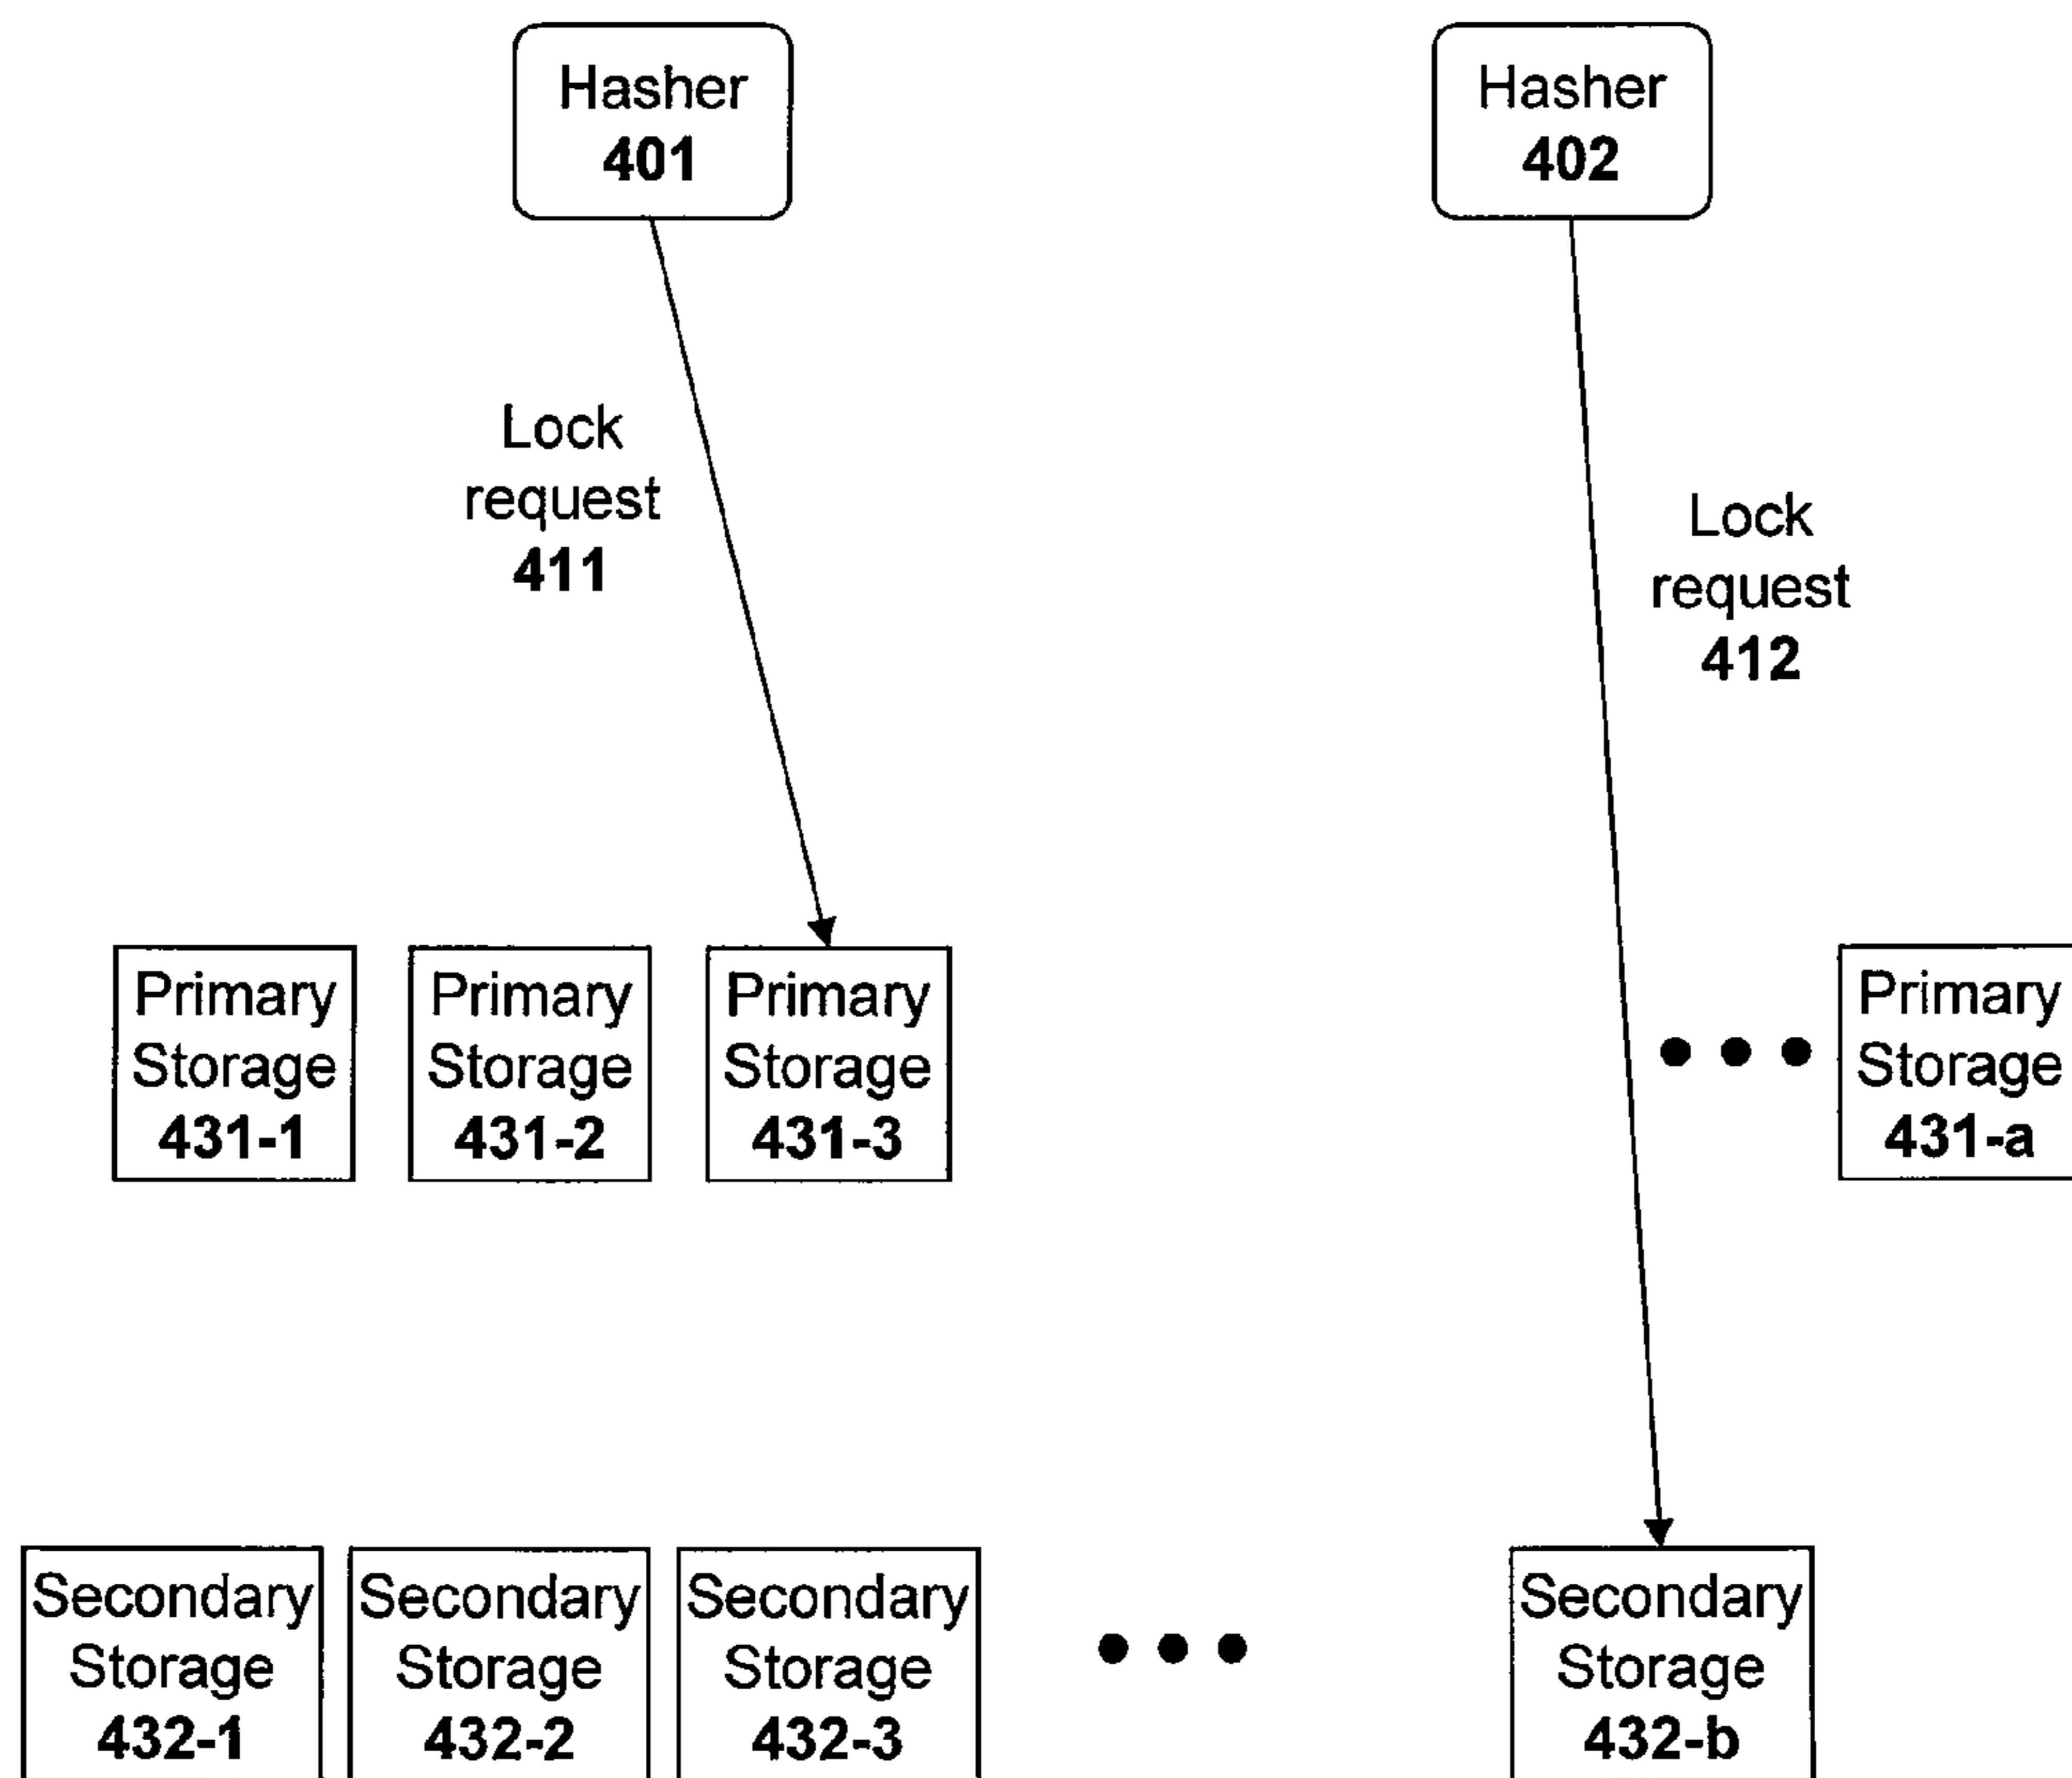 Hasher
401
Hasher
402
Lock
request
411
Lock
request
412
Primary
Storage
431-1
Primary
Storage
431-2
Primary
Storage
431-3
Primary
Storage
431-a
Secondary
Storage
432-1
Secondary
Storage
432-2
Secondary
Storage
432-3
Secondary
Storage
432-b